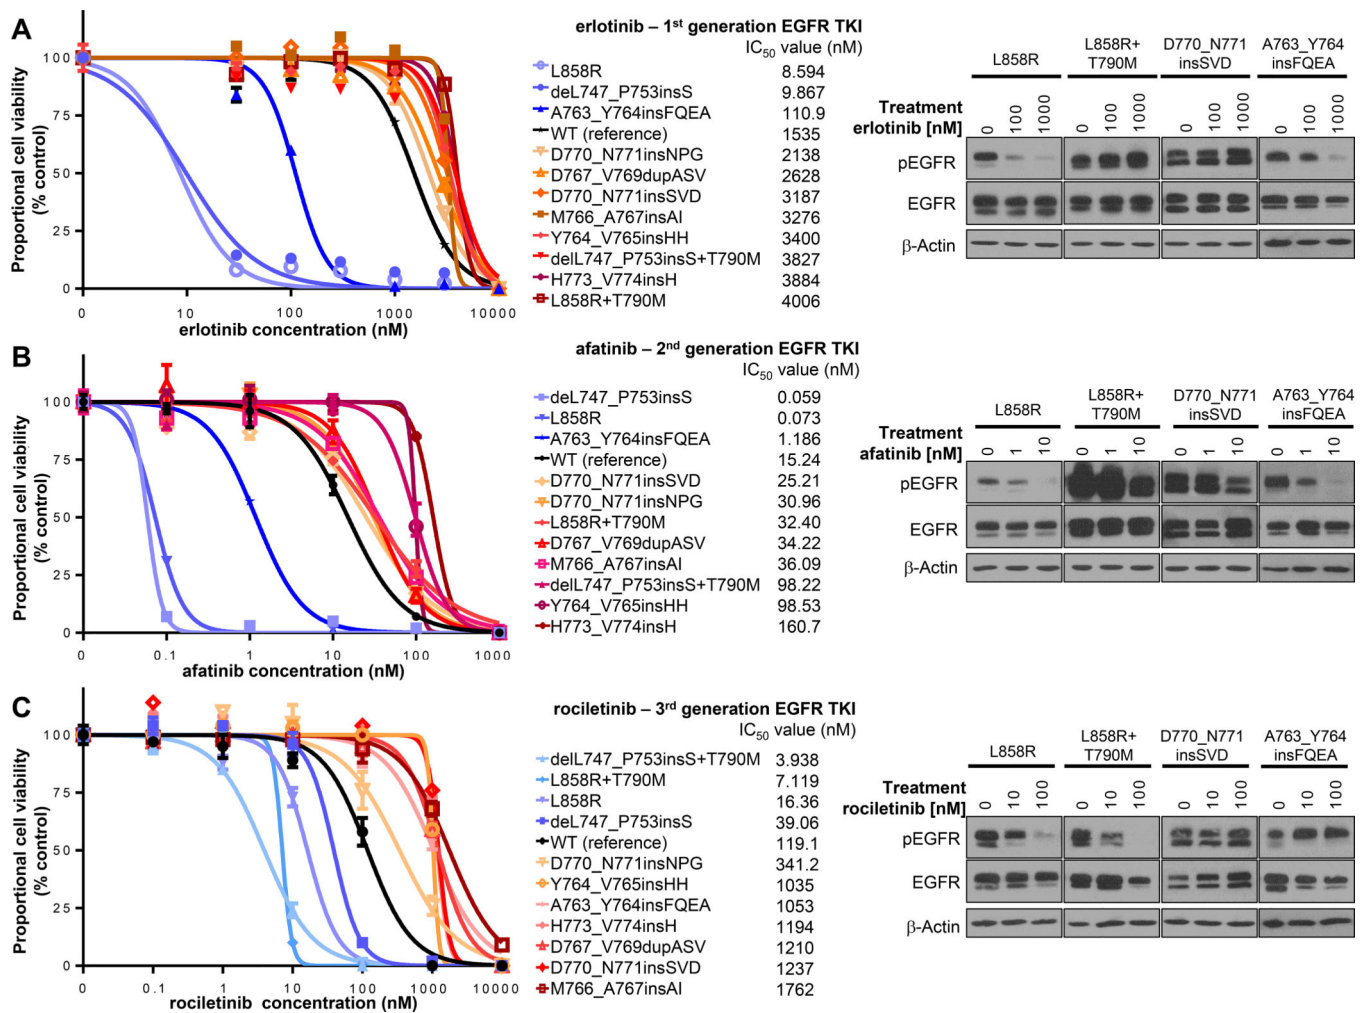 A
erlotinib – 1st generation EGFR TKI
IC50 value (nM)
L858R 8.594
deL747_P753insS 9.867
A763_Y764insFQEA 110.9
WT (reference) 1535
D770_N771insNPG 2138
D767_V769dupASV 2628
D770_N771insSVD 3187
M766_A767insAI 3276
Y764_V765insHH 3400
delL747_P753insS+T790M 3827
H773_V774insH 3884
L858R+T790M 4006
Proportional cell viability
(% control)
100
75
50
25
0
0 10 100 1000 10000
erlotinib concentration (nM)
L858R
L858R+
T790M
D770_N771
insSVD
A763_Y764
insFQEA
Treatment
erlotinib [nM]
0 100 1000 0 100 1000 0 100 1000 0 100 1000
pEGFR
EGFR
β-Actin
B
afatinib – 2nd generation EGFR TKI
IC50 value (nM)
deL747_P753insS 0.059
L858R 0.073
A763_Y764insFQEA 1.186
WT (reference) 15.24
D770_N771insSVD 25.21
D770_N771insNPG 30.96
L858R+T790M 32.40
D767_V769dupASV 34.22
M766_A767insAI 36.09
delL747_P753insS+T790M 98.22
Y764_V765insHH 98.53
H773_V774insH 160.7
Proportional cell viability
(% control)
100
75
50
25
0
0 0.1 1 10 100 1000
afatinib concentration (nM)
L858R
L858R+
T790M
D770_N771
insSVD
A763_Y764
insFQEA
Treatment
afatinib [nM]
0 1 10 0 1 10 0 1 10 0 1 10
pEGFR
EGFR
β-Actin
C
rociletinib – 3rd generation EGFR TKI
IC50 value (nM)
delL747_P753insS+T790M 3.938
L858R+T790M 7.119
L858R 16.36
deL747_P753insS 39.06
WT (reference) 119.1
D770_N771insNPG 341.2
Y764_V765insHH 1035
A763_Y764insFQEA 1053
H773_V774insH 1194
D767_V769dupASV 1210
D770_N771insSVD 1237
M766_A767insAI 1762
Proportional cell viability
(% control)
100
75
50
25
0
0 0.1 1 10 100 1000 10000
rociletinib concentration (nM)
L858R
L858R+
T790M
D770_N771
insSVD
A763_Y764
insFQEA
Treatment
rociletinib [nM]
0 10 100 0 10 100 0 10 100 0 10 100
pEGFR
EGFR
β-Actin